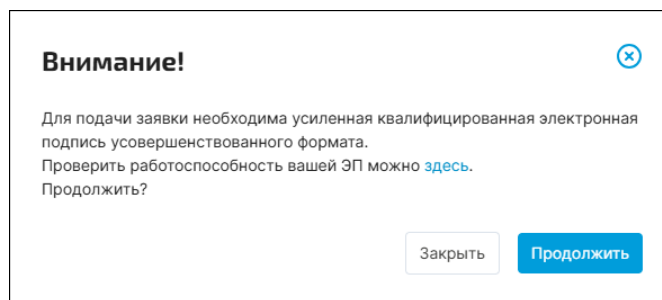 Внимание!
Для подачи заявки необходима усиленная квалифицированная электронная
подпись усовершенствованного формата.
Проверить работоспособность вашей ЭП можно здесь.
Продолжить?
Закрыть
Продолжить